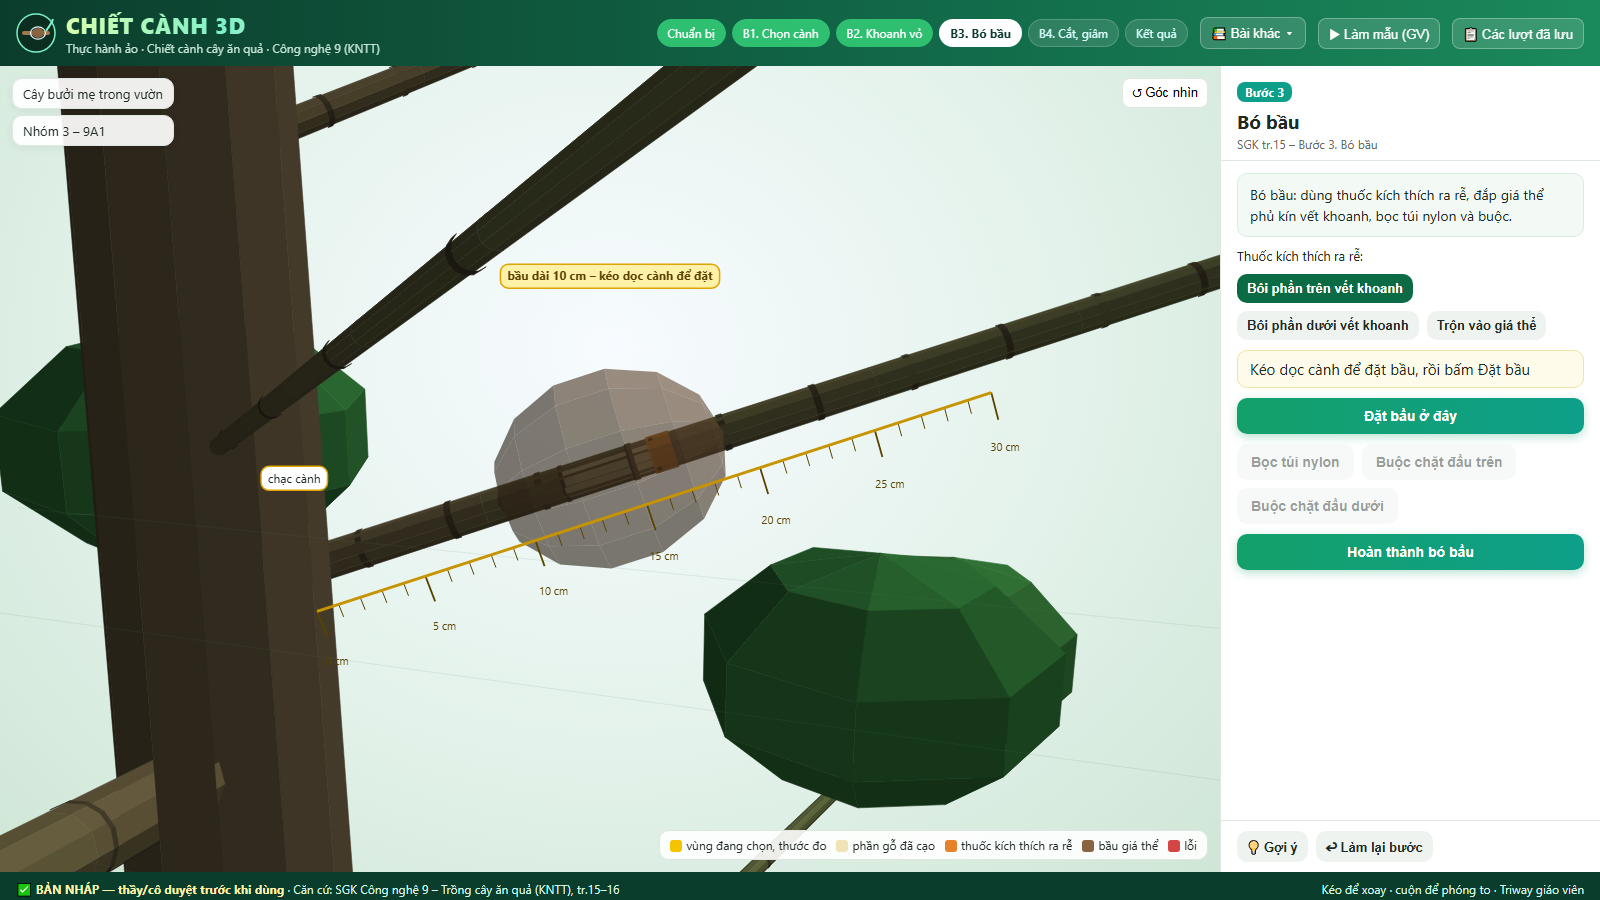 CHIẾT CÀNH 3D
Thực hành ảo · Chiết cành cây ăn quả · Công nghệ 9 (KNTT)
Chuẩn bị
B1. Chọn cành
B2. Khoanh vỏ
B3. Bó bầu
B4. Cắt, giâm
Kết quả
Bài khác
Làm mẫu (GV)
Các lượt đã lưu
Cây bưởi mẹ trong vườn
Nhóm 3 – 9A1
Góc nhìn
bầu dài 10 cm – kéo dọc cành để đặt
chạc cành
cm
5 cm
10 cm
15 cm
20 cm
25 cm
30 cm
vùng đang chọn, thước đo
phần gỗ đã cạo
thuốc kích thích ra rễ
bầu giá thể
lỗi
Bước 3
Bó bầu
SGK tr.15 – Bước 3. Bó bầu
Bó bầu: dùng thuốc kích thích ra rễ, đắp giá thể
phủ kín vết khoanh, bọc túi nylon và buộc.
Thuốc kích thích ra rễ:
Bôi phần trên vết khoanh
Bôi phần dưới vết khoanh
Trộn vào giá thể
Kéo dọc cành để đặt bầu, rồi bấm Đặt bầu
Đặt bầu ở đây
Bọc túi nylon
Buộc chặt đầu trên
Buộc chặt đầu dưới
Hoàn thành bó bầu
Gợi ý
Làm lại bước
BẢN NHÁP — thầy/cô duyệt trước khi dùng · Căn cứ: SGK Công nghệ 9 – Trồng cây ăn quả (KNTT), tr.15–16
Kéo để xoay · cuộn để phóng to · Triway giáo viên